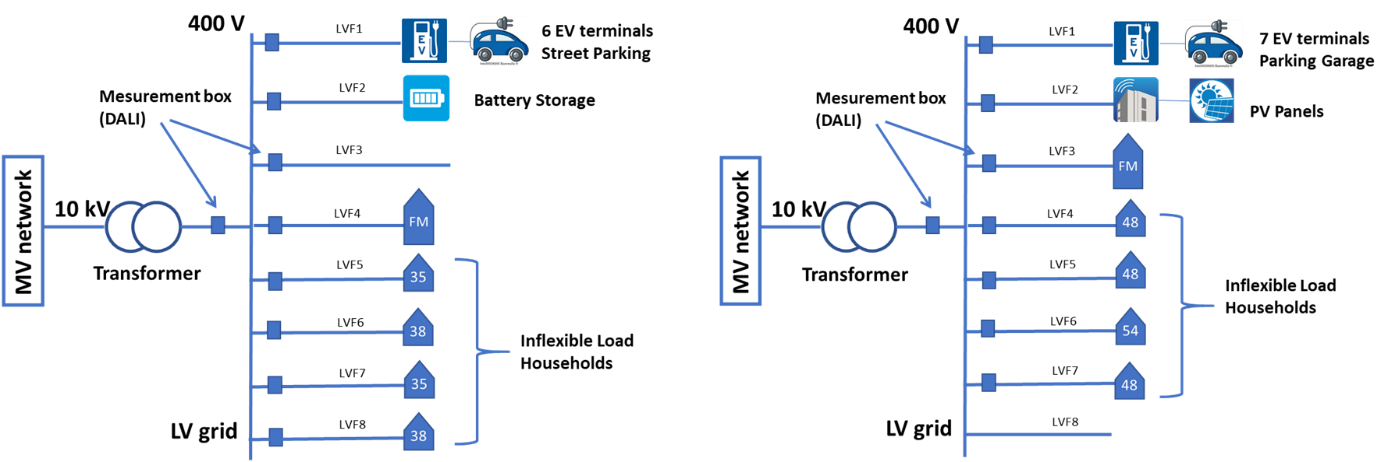 400 V
LVF1
EV
6 EV terminals
Street Parking
LVF2
Battery Storage
Mesurement box
(DALI)
LVF3
MV network
10 kV
Transformer
LVF4
FM
LVF5
35
LVF6
38
Inflexible Load
Households
LVF7
35
LV grid
LVF8
38
400 V
LVF1
EV
7 EV terminals
Parking Garage
LVF2
PV Panels
Mesurement box
(DALI)
LVF3
FM
MV network
10 kV
Transformer
LVF4
48
LVF5
48
Inflexible Load
Households
LVF6
54
LVF7
48
LV grid
LVF8